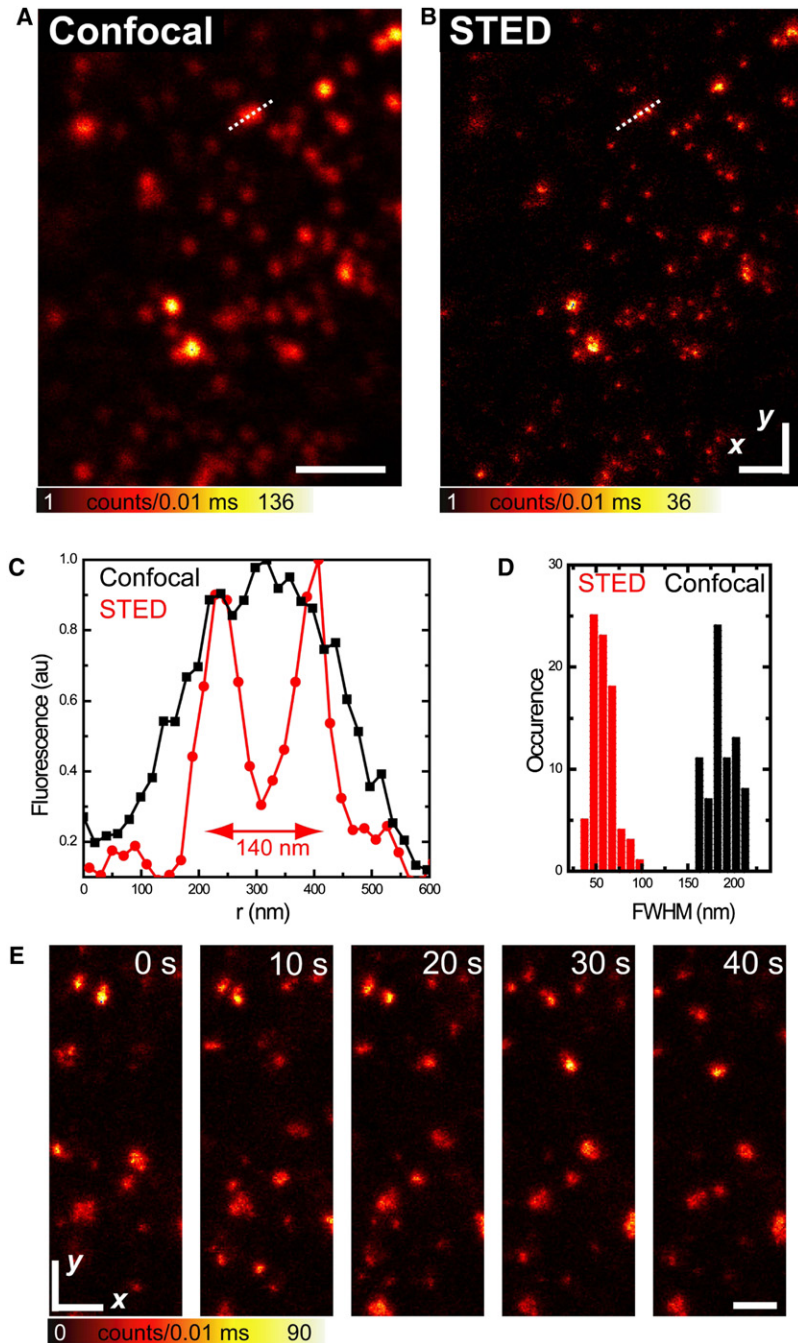 A
Confocal
B
STED
y
x
1 counts/0.01 ms 136
1 counts/0.01 ms 36
C
Confocal
STED
1.0
0.8
0.6
0.4
0.2
Fluorescence (au)
140 nm
0 100 200 300 400 500 600
r (nm)
D
STED Confocal
30
20
10
0
Occurence
50 100 150 200
FWHM (nm)
E
0 s
10 s
20 s
30 s
40 s
y
x
0 counts/0.01 ms 90